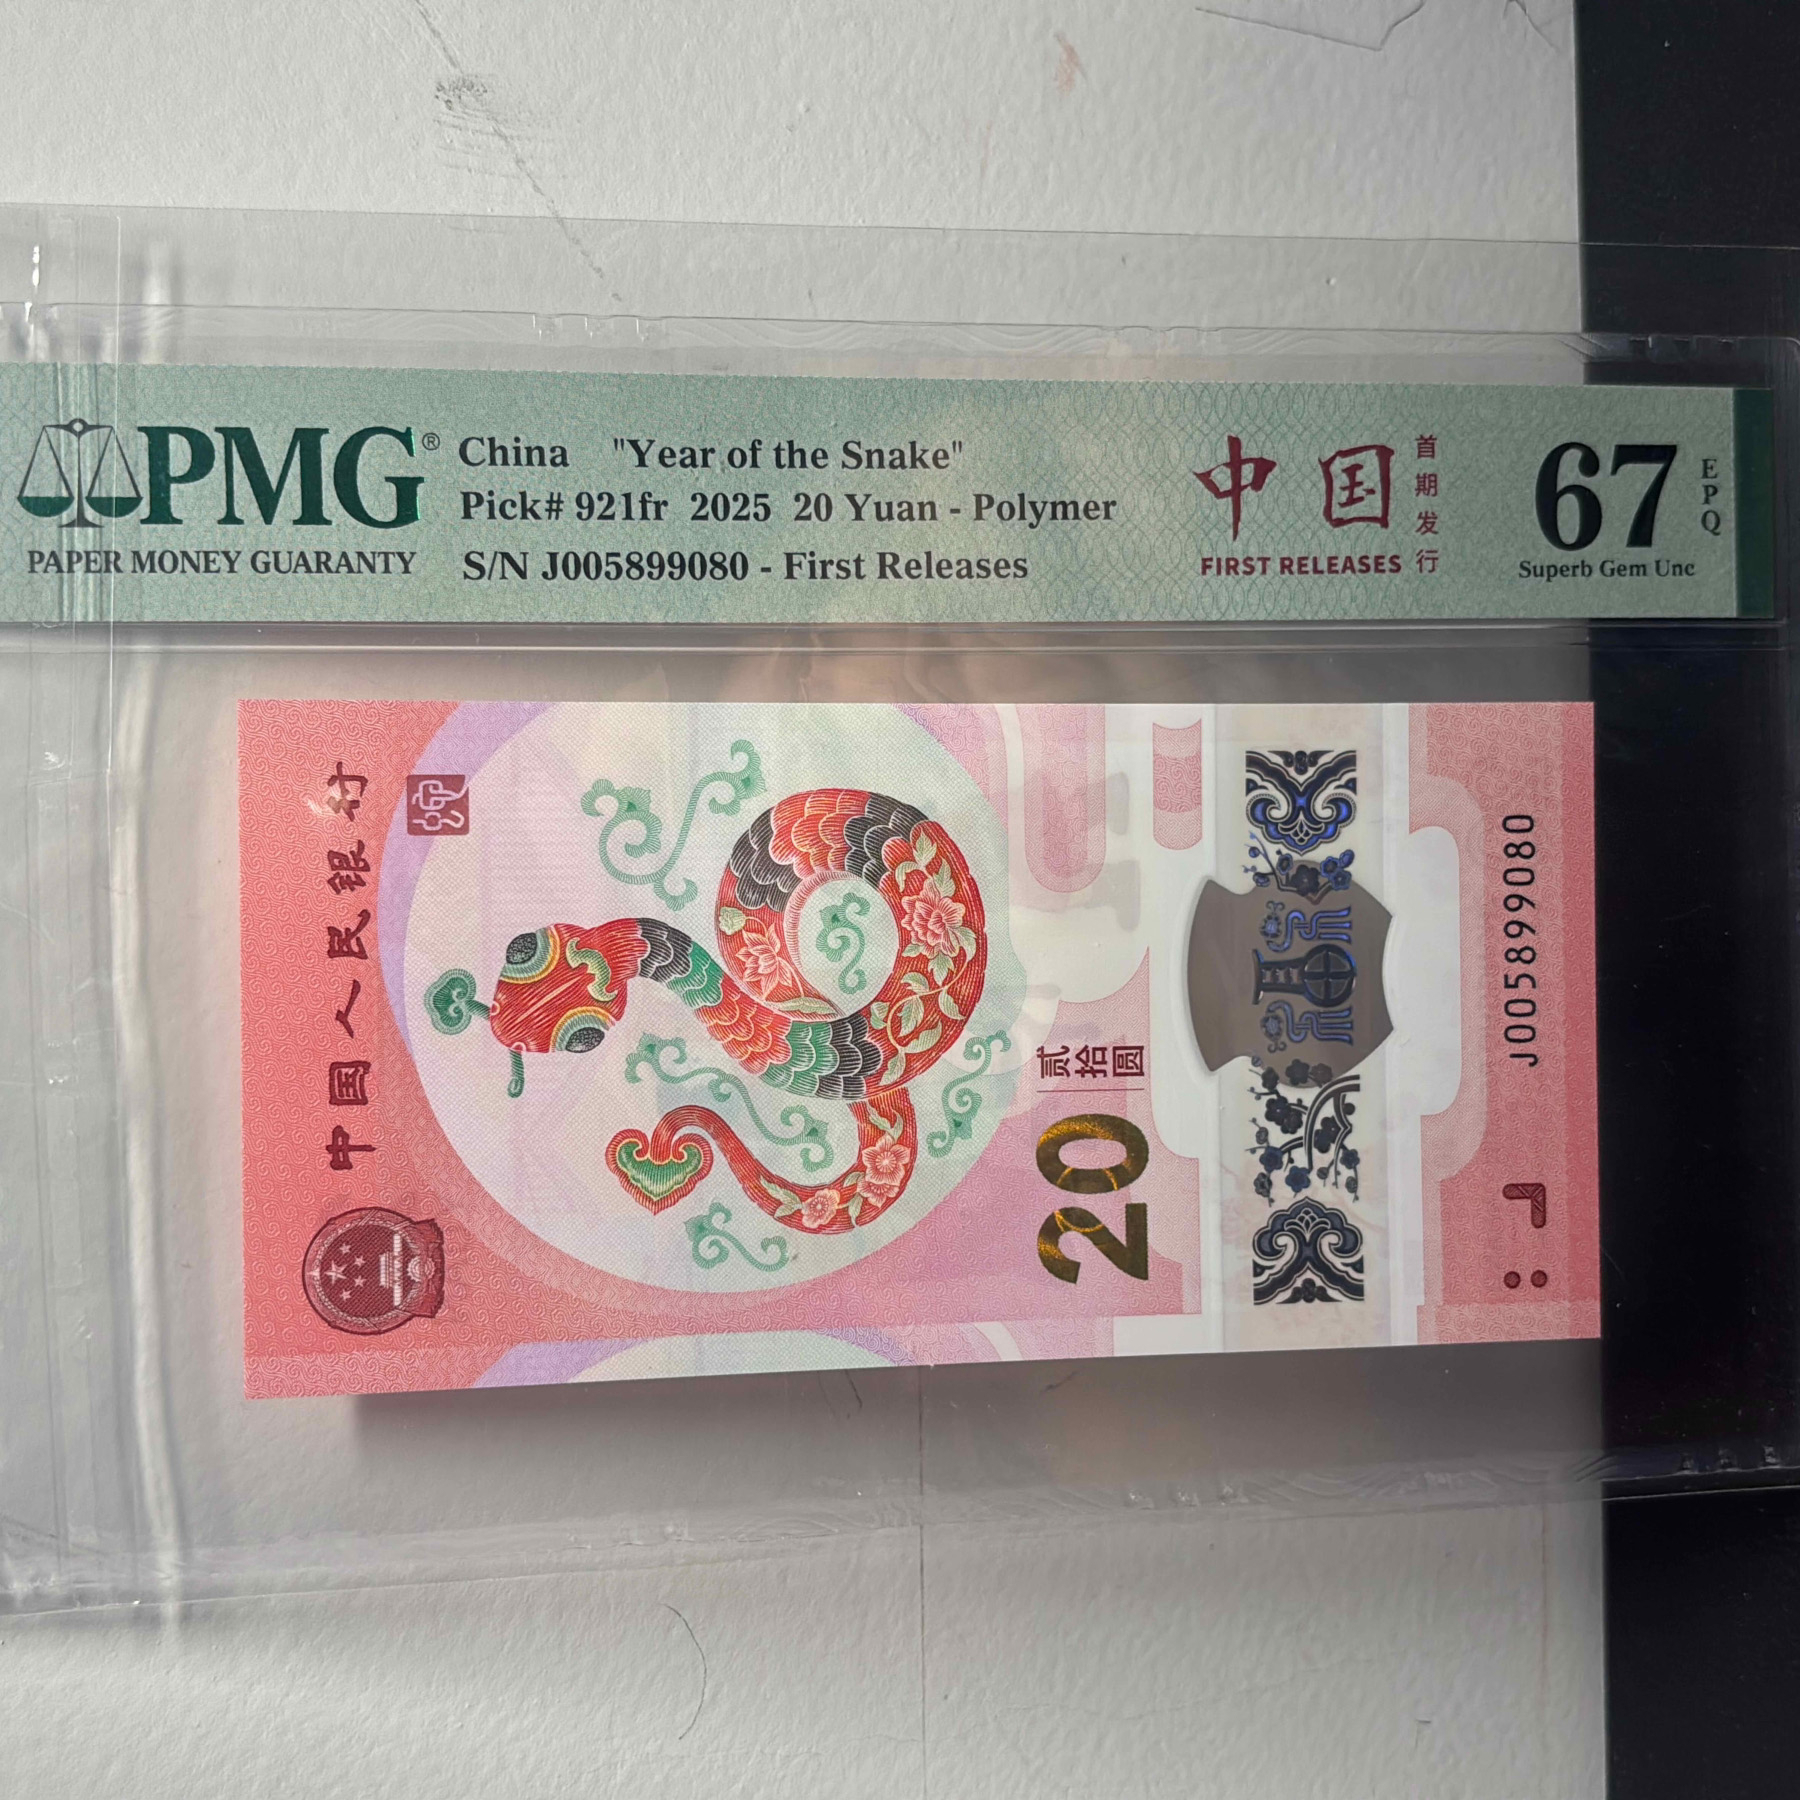 PMG®
PAPER MONEY GUARANTY
China "Year of the Snake"
Pick# 921fr 2025 20 Yuan - Polymer
S/N J005899080 - First Releases
中国
FIRST RELEASES
首期发行
67
EPQ
Superb Gem Unc
中国人民银行
20
贰拾圆
J005899080